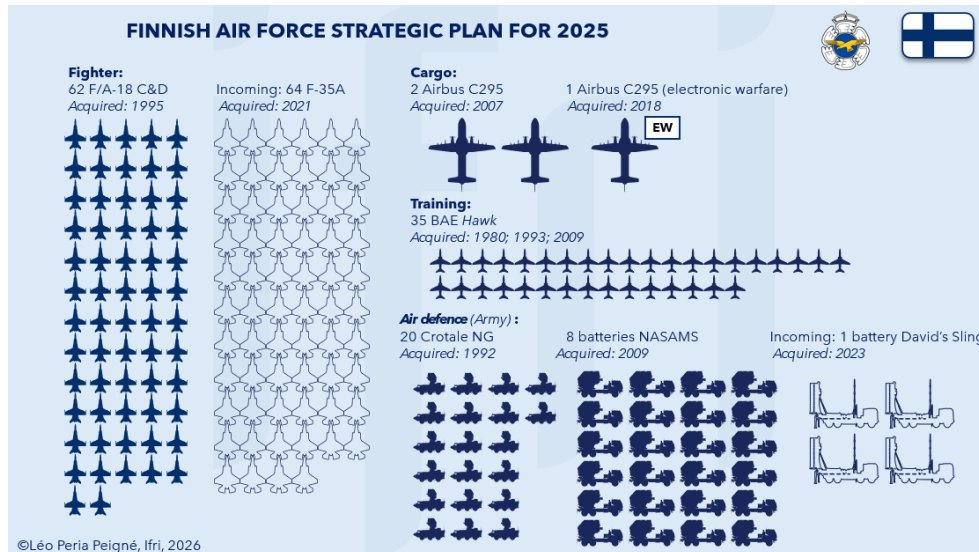 FINNISH AIR FORCE STRATEGIC PLAN FOR 2025
Fighter:
62 F/A-18 C&D
Acquired: 1995
Incoming: 64 F-35A
Acquired: 2021
Cargo:
2 Airbus C295
Acquired: 2007
1 Airbus C295 (electronic warfare)
Acquired: 2018
EW
Training:
35 BAE Hawk
Acquired: 1980; 1993; 2009
Air defence (Army) :
20 Crotale NG
Acquired: 1992
8 batteries NASAMS
Acquired: 2009
Incoming: 1 battery David's Sling
Acquired: 2023
©Léo Peria Peigné, Ifri, 2026